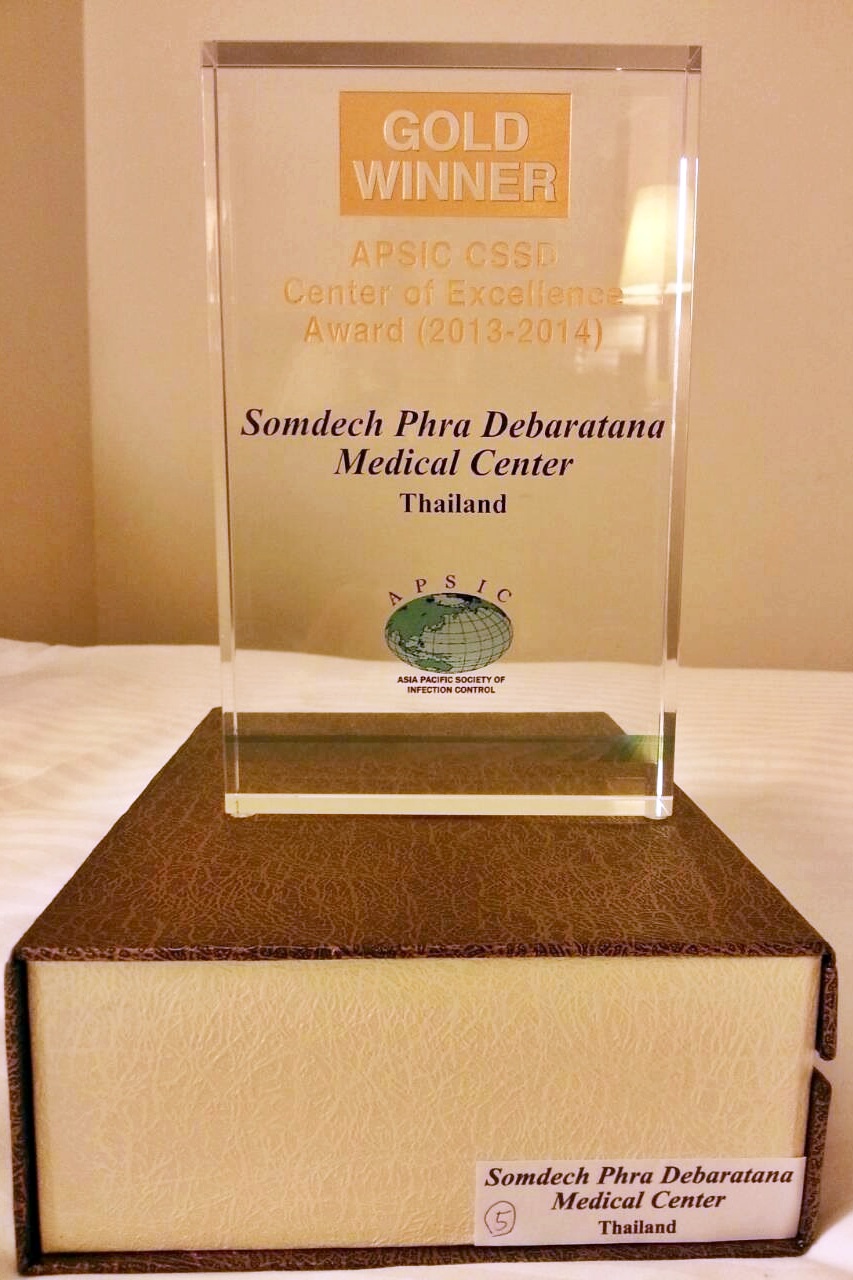 GOLD
WINNER
APSIC CSSD
Center of Excellence
Award (2013-2014)
Somdech Phra Debaratana
Medical Center
Thailand
APSIC
ASIA PACIFIC SOCIETY OF
INFECTION CONTROL
Somdech Phra Debaratana
Medical Center
5
Thailand